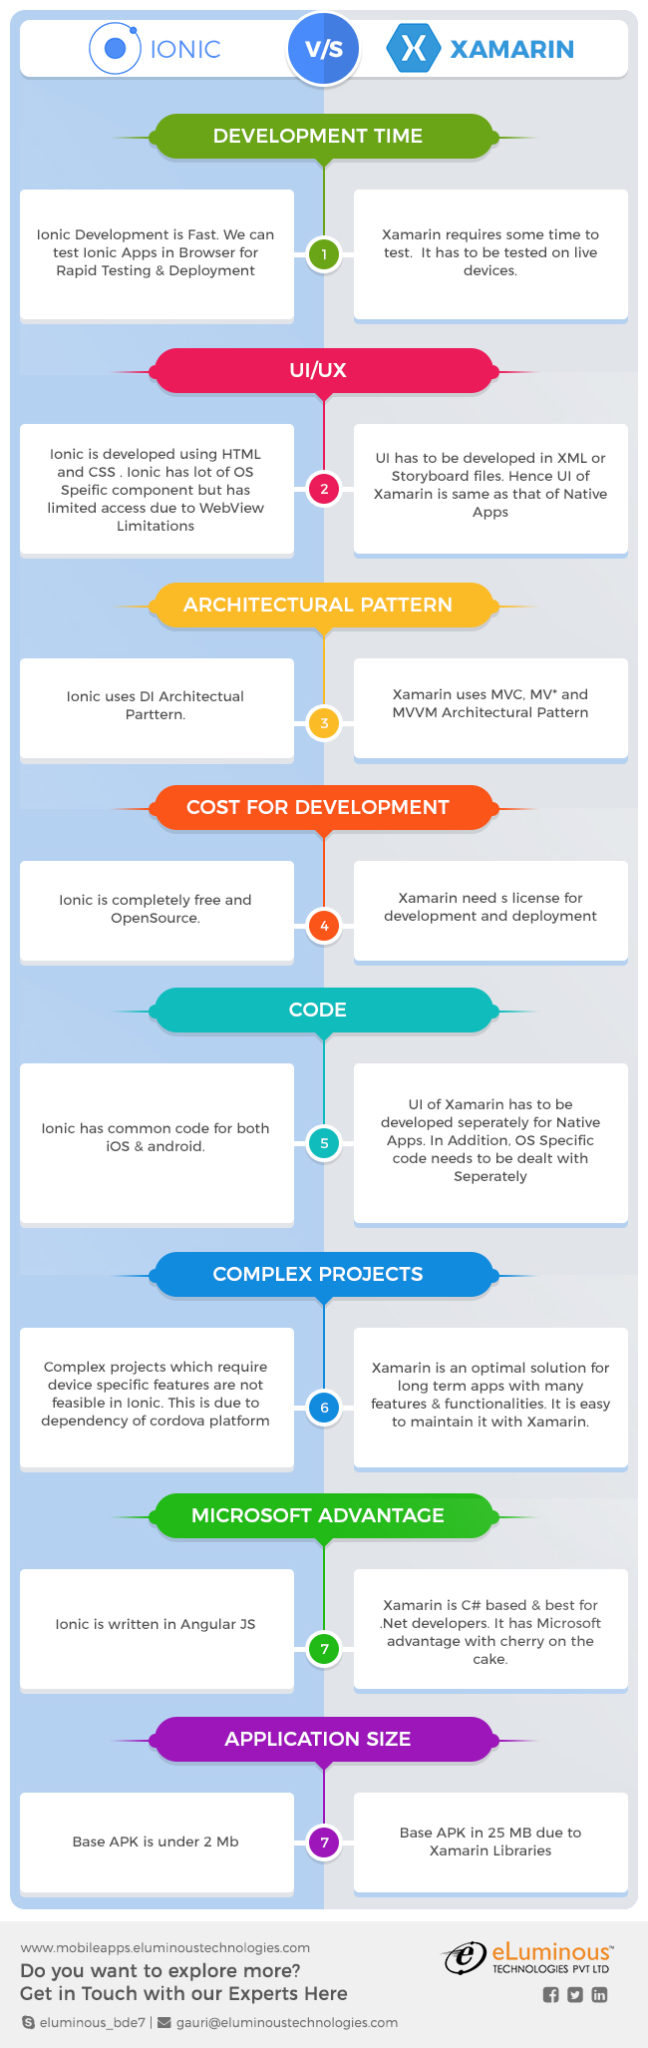 IONIC
V/S
XAMARIN
DEVELOPMENT TIME
Ionic Development is Fast. We can
test Ionic Apps in Browser for
Rapid Testing & Deployment
1
Xamarin requires some time to
test.  It has to be tested on live
devices.
UI/UX
Ionic is developed using HTML
and CSS . Ionic has lot of OS
Speific component but has
limited access due to WebView
Limitations
2
UI has to be developed in XML or
Storyboard files. Hence UI of
Xamarin is same as that of Native
Apps
ARCHITECTURAL PATTERN
Ionic uses DI Architectual
Parttern.
3
Xamarin uses MVC, MV* and
MVVM Architectural Pattern
COST FOR DEVELOPMENT
Ionic is completely free and
OpenSource.
4
Xamarin need s license for
development and deployment
CODE
Ionic has common code for both
iOS & android.
5
UI of Xamarin has to be
developed seperately for Native
Apps. In Addition, OS Specific
code needs to be dealt with
Seperately
COMPLEX PROJECTS
Complex projects which require
device specific features are not
feasible in Ionic. This is due to
dependency of cordova platform
6
Xamarin is an optimal solution for
long term apps with many
features & functionalities. It is easy
to maintain it with Xamarin.
MICROSOFT ADVANTAGE
Ionic is written in Angular JS
7
Xamarin is C# based & best for
.Net developers. It has Microsoft
advantage with cherry on the
cake.
APPLICATION SIZE
Base APK is under 2 Mb
7
Base APK in 25 MB due to
Xamarin Libraries
www.mobileapps.eluminoustechnologies.com
Do you want to explore more?
Get in Touch with our Experts Here
eluminous_bde7 | gauri@eluminoustechnologies.com
eLuminous™
TECHNOLOGIES PVT LTD